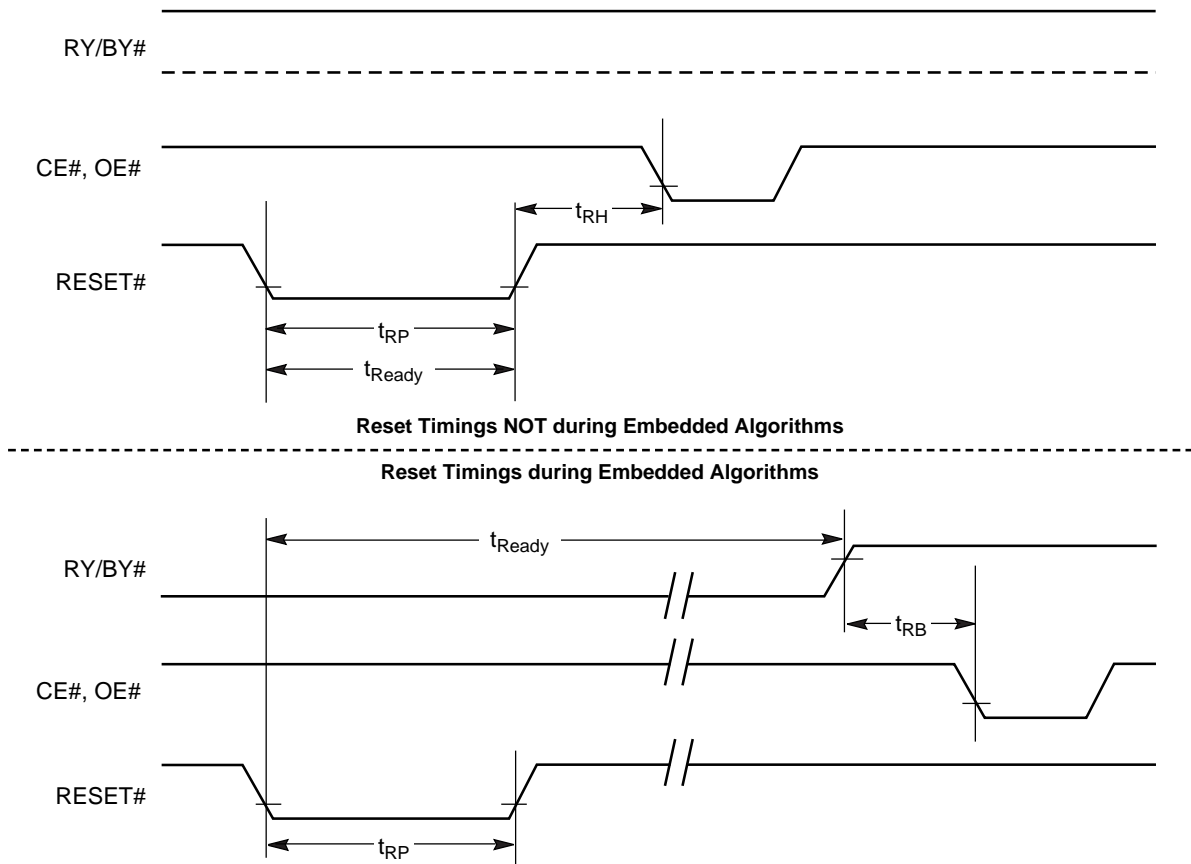 RY/BY#
CE#, OE#
tRH
RESET#
tRP
tReady
Reset Timings NOT during Embedded Algorithms
Reset Timings during Embedded Algorithms
tReady
RY/BY#
tRB
CE#, OE#
RESET#
tRP